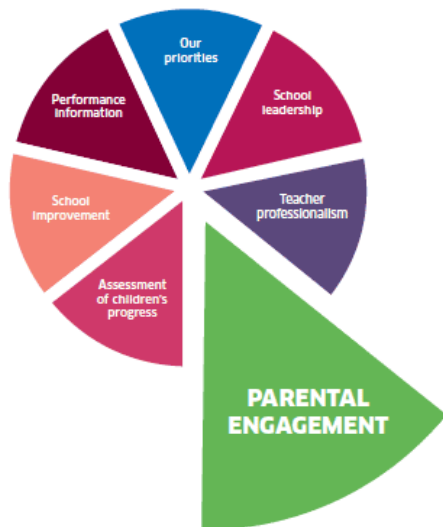 Our
priorities
School
leadership
Teacher
professionalism
PARENTAL
ENGAGEMENT
Assessment
of children's
progress
School
improvement
Performance
information